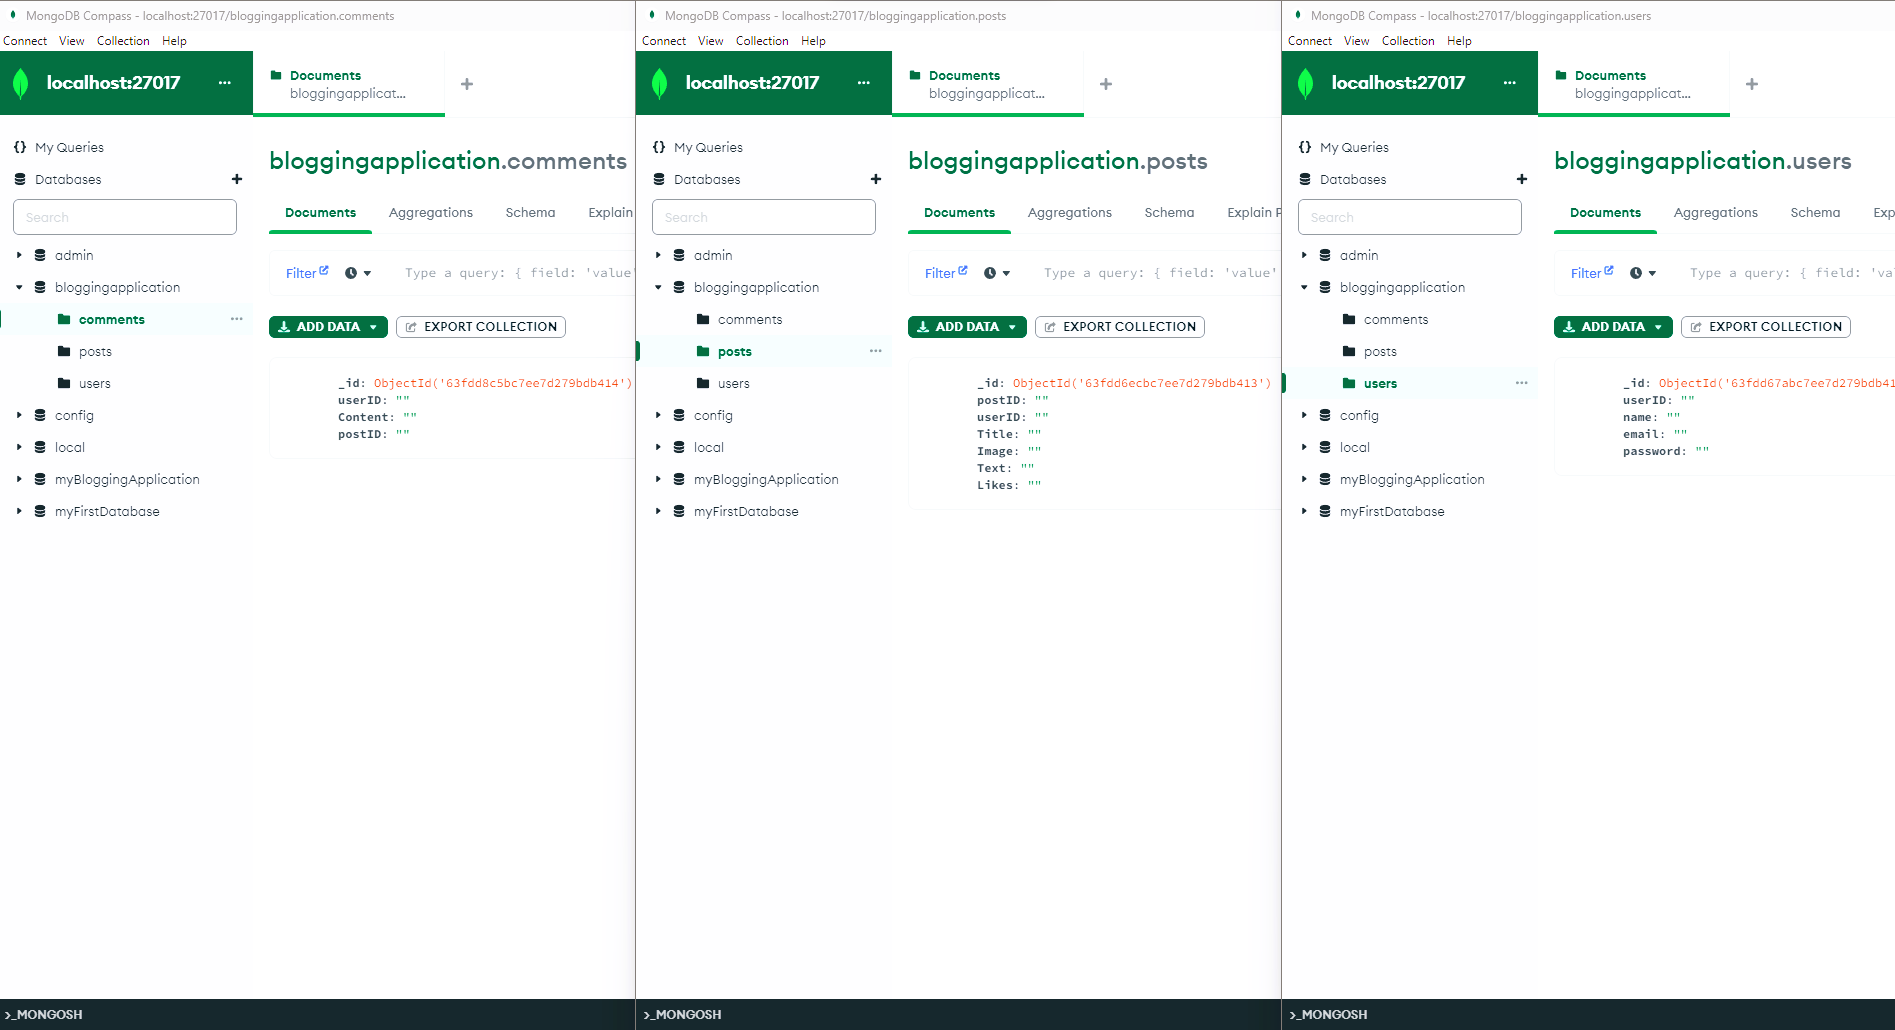 MongoDB Compass - localhost:27017/bloggingapplication.comments
Connect View Collection Help
localhost:27017 ...
Documents
bloggingapplicat...
My Queries
Databases
Search
admin
bloggingapplication
comments
posts
users
config
local
myBloggingApplication
myFirstDatabase
bloggingapplication.comments
Documents Aggregations Schema Explain
Filter Type a query: { field: 'value'
ADD DATA EXPORT COLLECTION
_id: ObjectId('63fdd8c5bc7ee7d279bdb414')
userID: ""
Content: ""
postID: ""
>_MONGOSH
MongoDB Compass - localhost:27017/bloggingapplication.posts
Connect View Collection Help
localhost:27017 ...
Documents
bloggingapplicat...
My Queries
Databases
Search
admin
bloggingapplication
comments
posts
users
config
local
myBloggingApplication
myFirstDatabase
bloggingapplication.posts
Documents Aggregations Schema Explain P
Filter Type a query: { field: 'value'
ADD DATA EXPORT COLLECTION
_id: ObjectId('63fdd6ecbc7ee7d279bdb413')
postID: ""
userID: ""
Title: ""
Image: ""
Text: ""
Likes: ""
>_MONGOSH
MongoDB Compass - localhost:27017/bloggingapplication.users
Connect View Collection Help
localhost:27017 ...
Documents
bloggingapplicat...
My Queries
Databases
Search
admin
bloggingapplication
comments
posts
users
config
local
myBloggingApplication
myFirstDatabase
bloggingapplication.users
Documents Aggregations Schema Exp
Filter Type a query: { field: 'va
ADD DATA EXPORT COLLECTION
_id: ObjectId('63fdd67abc7ee7d279bdb41
userID: ""
name: ""
email: ""
password: ""
>_MONGOSH